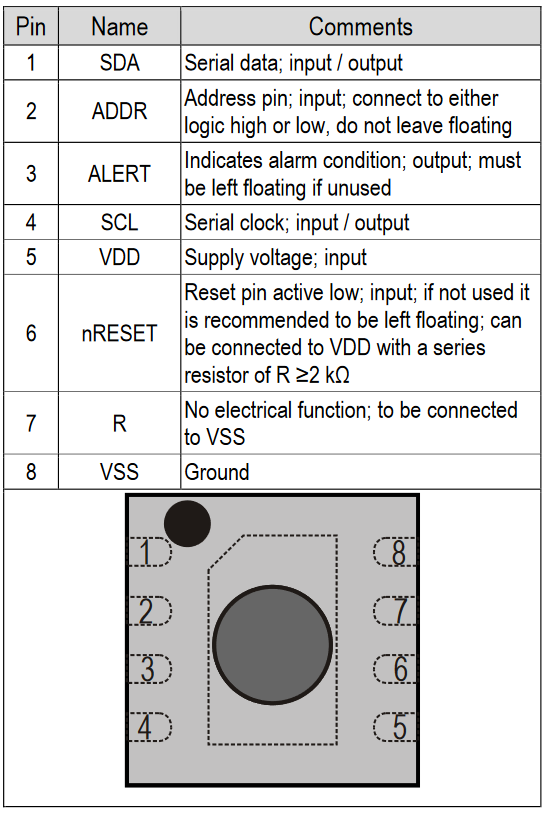 Pin Name Comments
1 SDA Serial data; input / output
2 ADDR Address pin; input; connect to either
logic high or low, do not leave floating
3 ALERT Indicates alarm condition; output; must
be left floating if unused
4 SCL Serial clock; input / output
5 VDD Supply voltage; input
6 nRESET Reset pin active low; input; if not used it
is recommended to be left floating; can
be connected to VDD with a series
resistor of R ≥2 kΩ
7 R No electrical function; to be connected
to VSS
8 VSS Ground
1 8
2 7
3 6
4 5